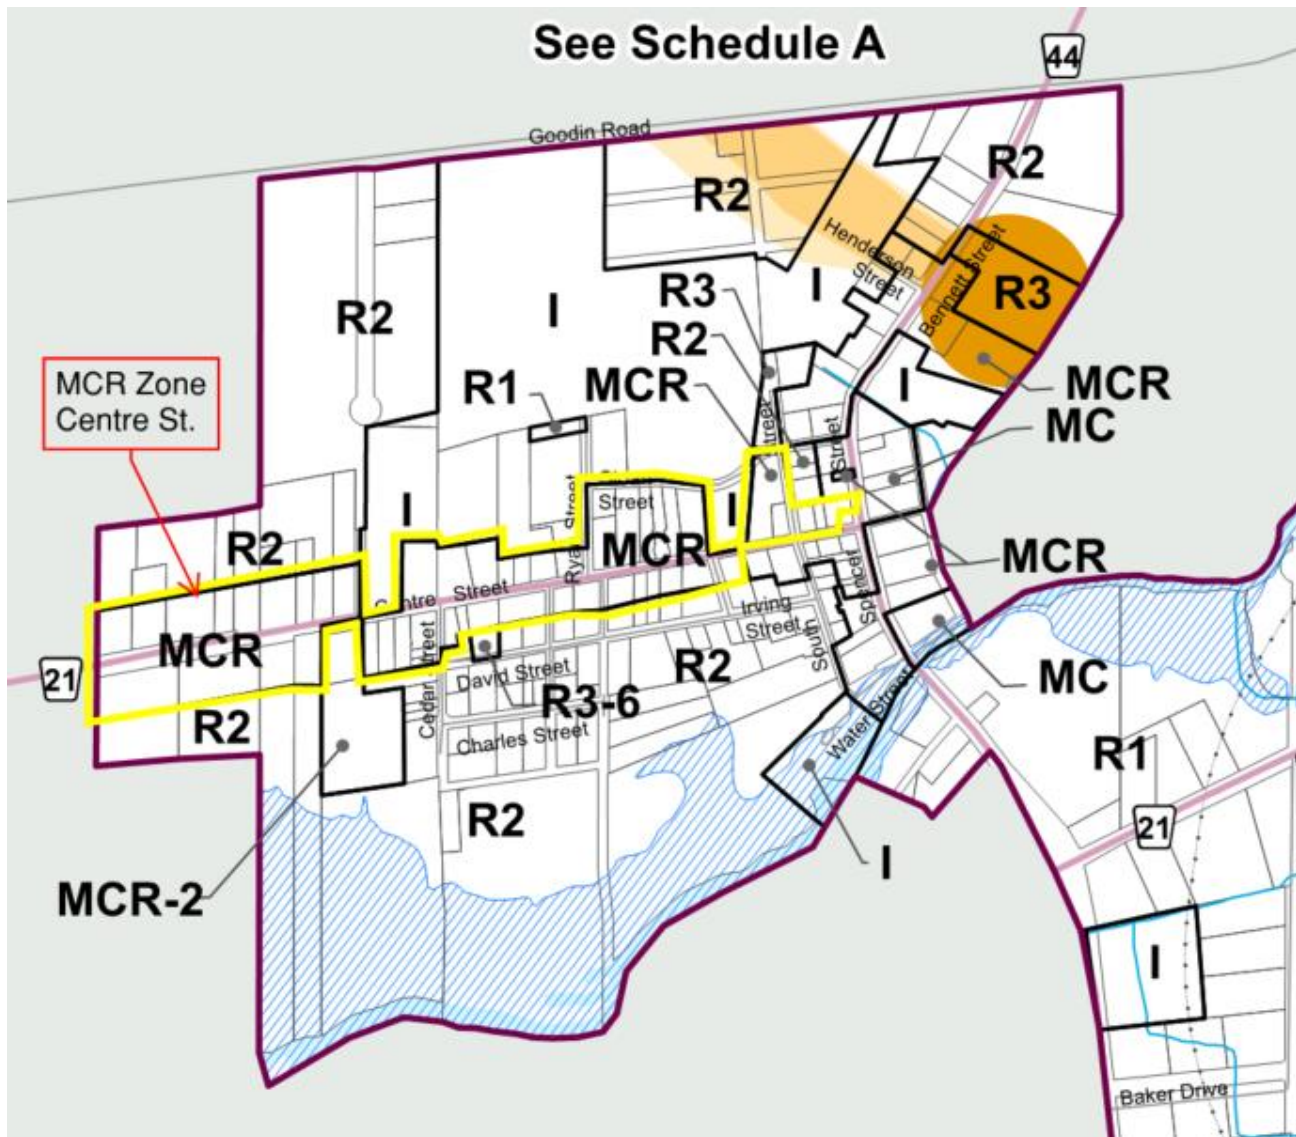 See Schedule A
44
Goodin Road
R2
R2
Henderson
Street
Bennett Street
R3
I
R3
R2
I
R2
MCR Zone
Centre St.
R1
MCR
I
MCR
MC
Street
Street
I
Street
Street
I
R2
MCR
MCR
Centre Street
Spencer
Irving
Street
South
MCR
21
Cedar Street
David Street
R2
MC
R3-6
R2
Charles Street
Water Street
R1
21
R2
I
MCR-2
I
Baker Drive